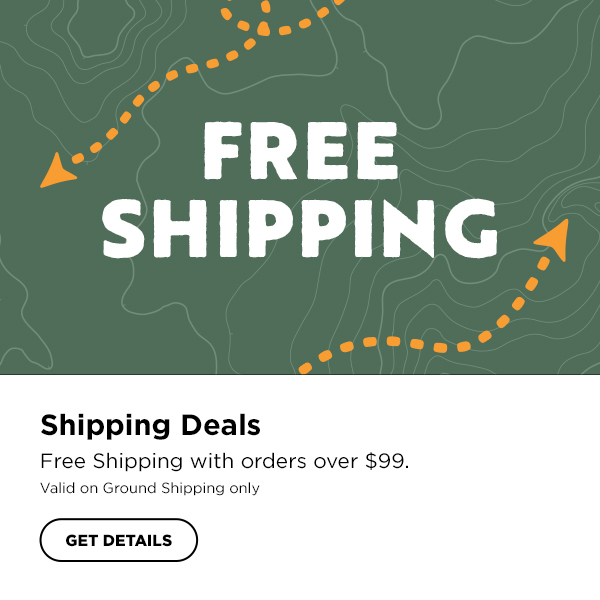 FREE
SHIPPING
Shipping Deals
Free Shipping with orders over $99.
Valid on Ground Shipping only
GET DETAILS